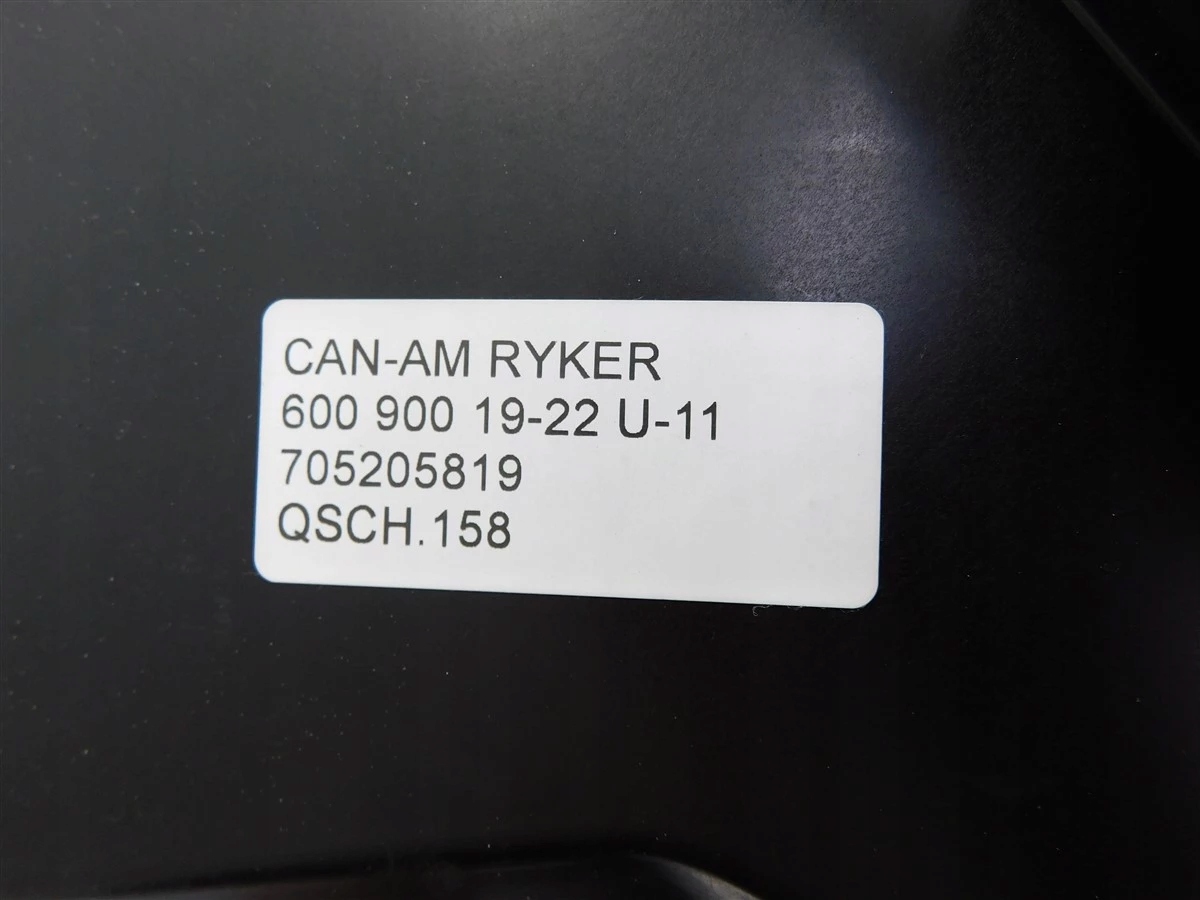 CAN-AM RYKER
600 900 19-22 U-11
705205819
QSCH.158